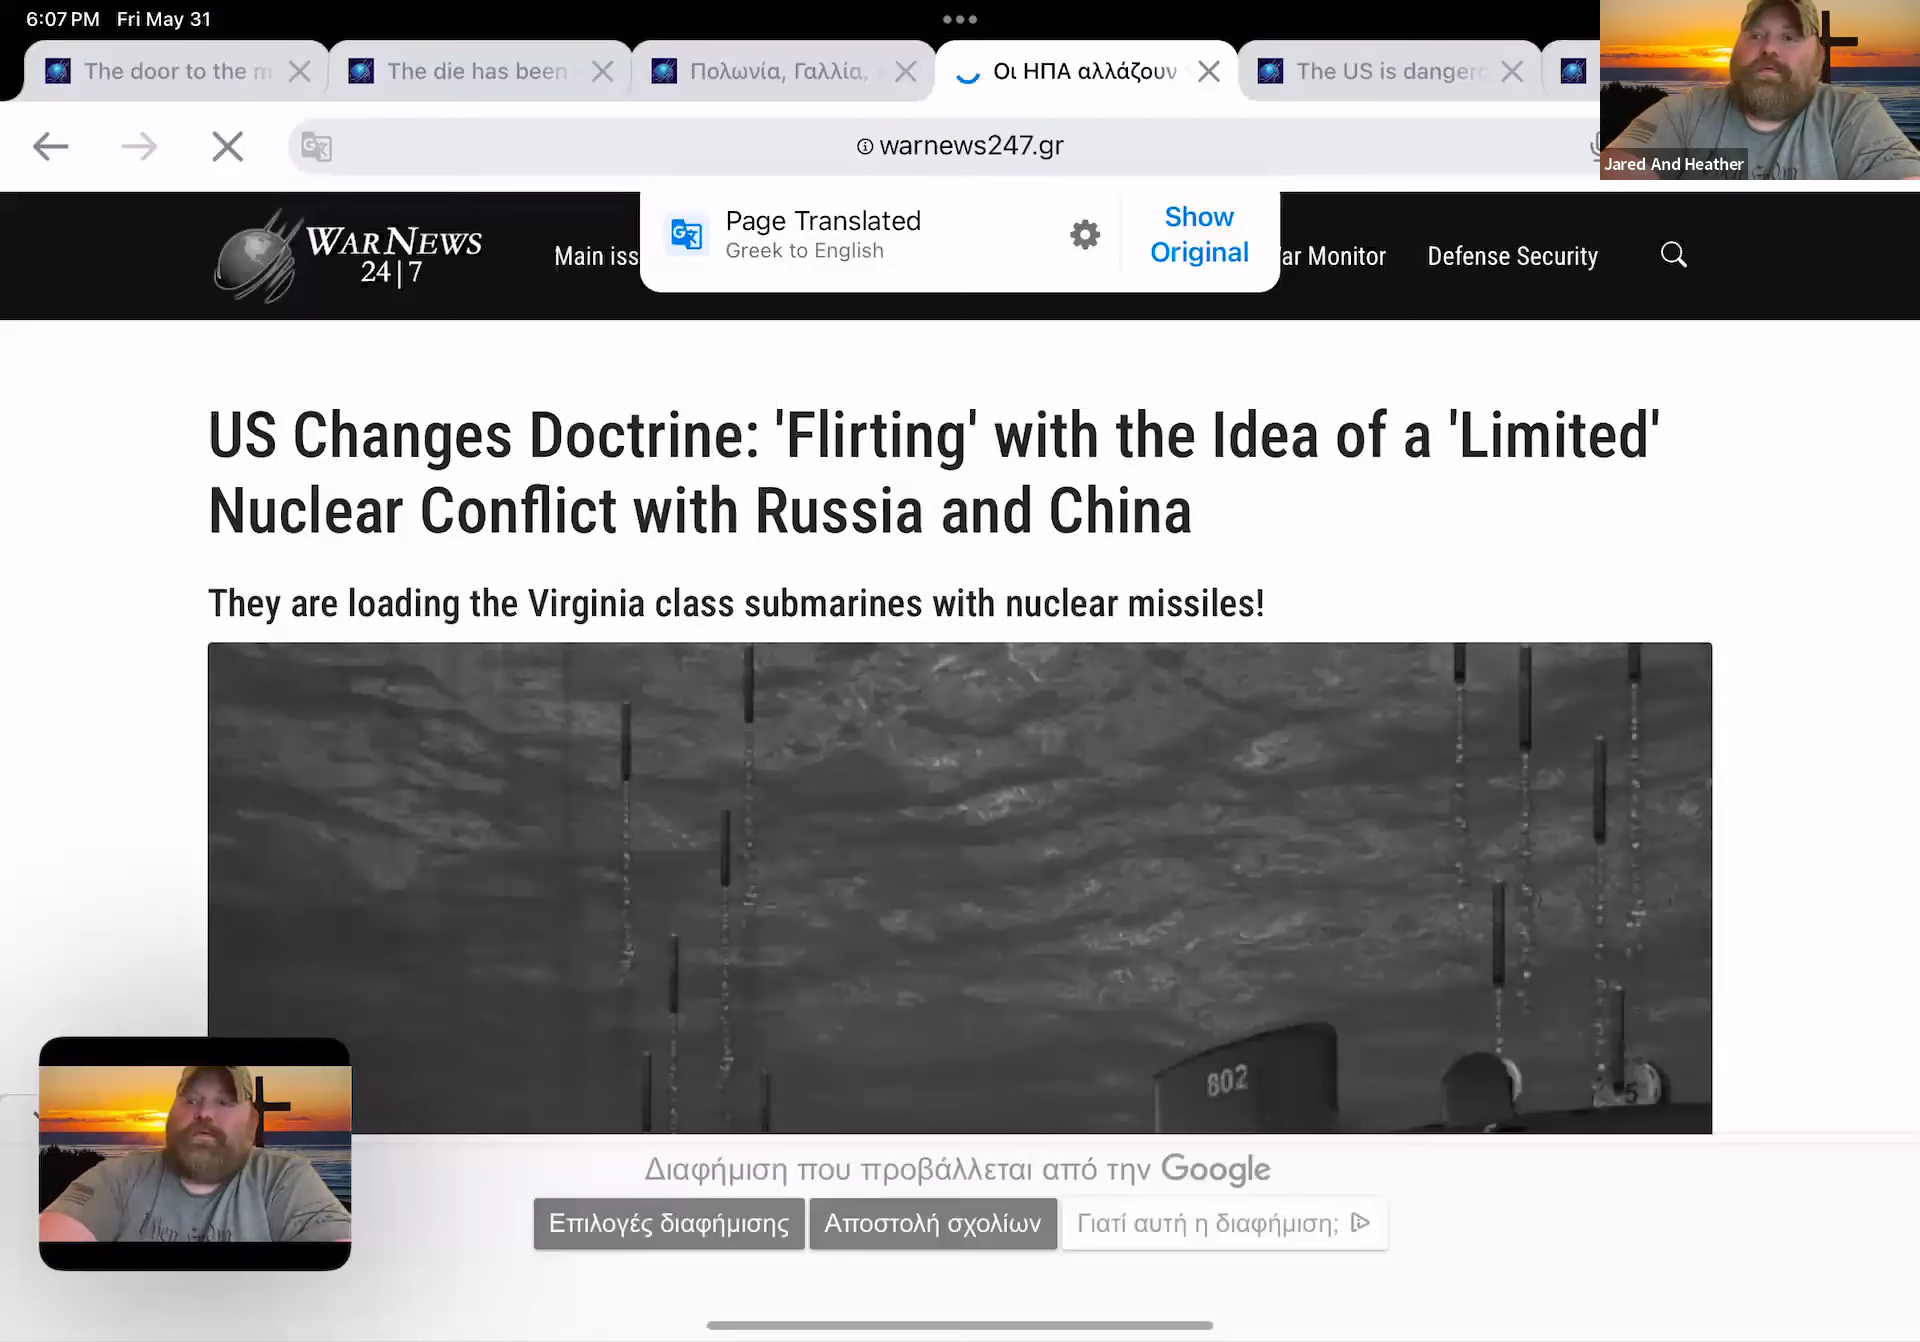 6:07 PM Fri May 31
The door to the m
The die has been
Πολωνία, Γαλλία,
Οι ΗΠΑ αλλάζουν
The US is danger
warnews247.gr
Jared And Heather
WARNEWS
24|7
Main iss
Page Translated
Greek to English
Show
Original
ar Monitor
Defense Security
US Changes Doctrine: 'Flirting' with the Idea of a 'Limited'
Nuclear Conflict with Russia and China
They are loading the Virginia class submarines with nuclear missiles!
802
Διαφήμιση που προβάλλεται από την Google
Επιλογές διαφήμισης
Αποστολή σχολίων
Γιατί αυτή η διαφήμιση;